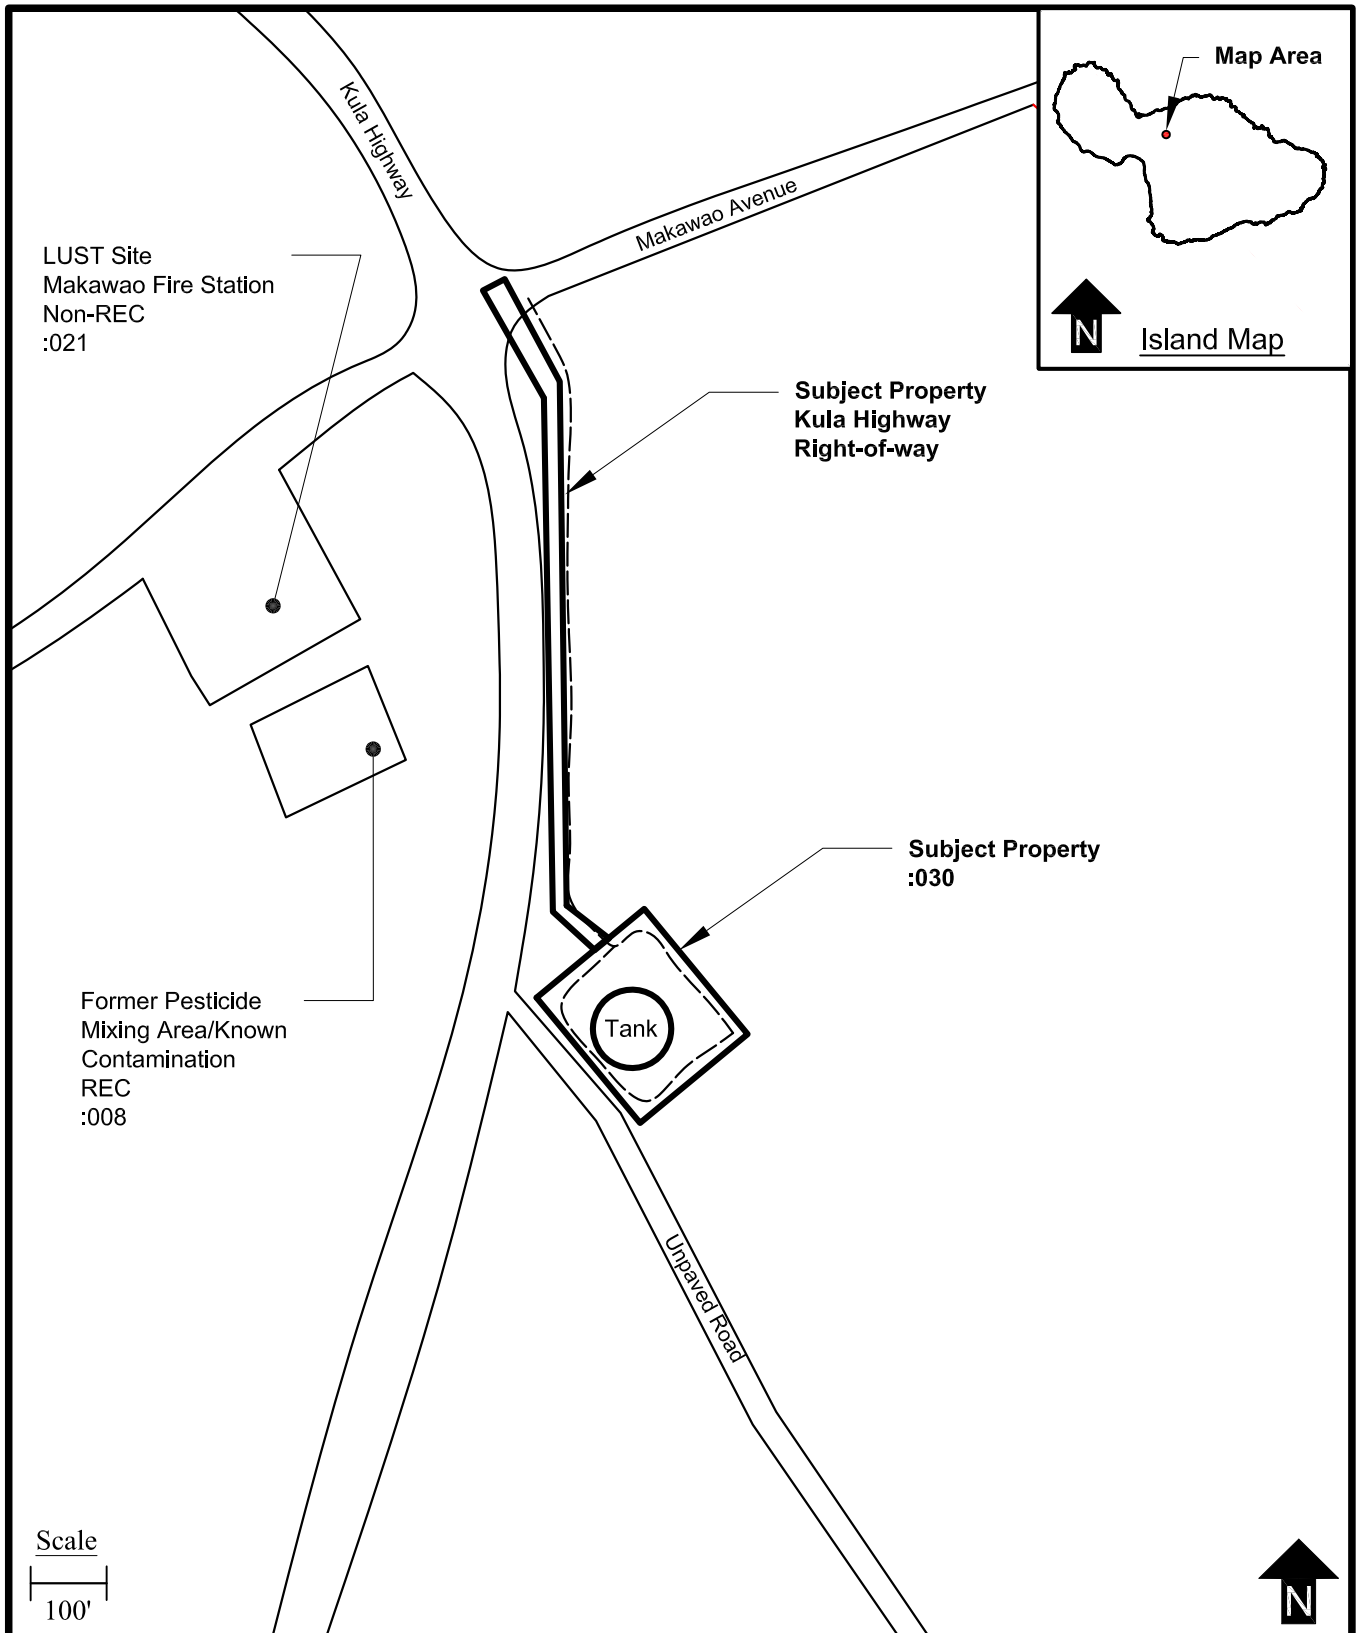 Map Area
N
Island Map
Kula Highway
Makawao Avenue
LUST Site
Makawao Fire Station
Non-REC
:021
Subject Property
Kula Highway
Right-of-way
Subject Property
:030
Tank
Former Pesticide
Mixing Area/Known
Contamination
REC
:008
Unpaved Road
Scale
100'
N